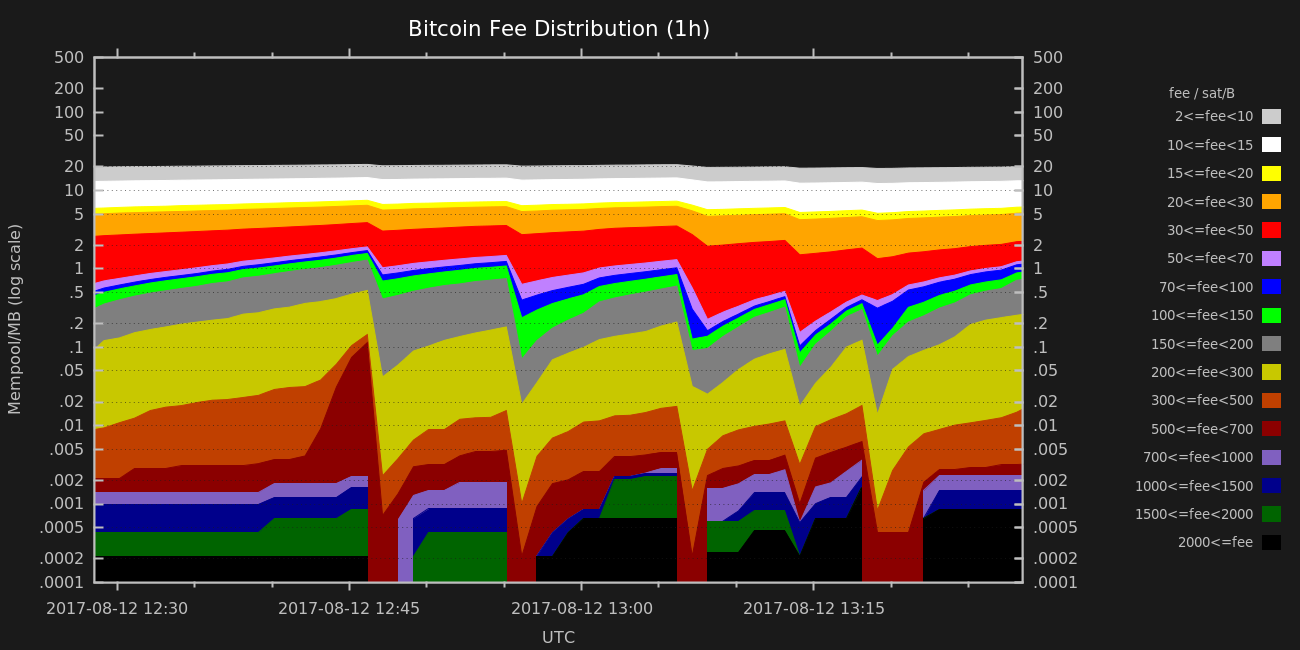 Bitcoin Fee Distribution (1h)
Mempool/MB (log scale)
500
200
100
50
20
10
5
2
1
.5
.2
.1
.05
.02
.01
.005
.002
.001
.0005
.0002
.0001
500
200
100
50
20
10
5
2
1
.5
.2
.1
.05
.02
.01
.005
.002
.001
.0005
.0002
.0001
2017-08-12 12:30 2017-08-12 12:45 2017-08-12 13:00 2017-08-12 13:15
UTC
fee / sat/B
2<=fee<10
10<=fee<15
15<=fee<20
20<=fee<30
30<=fee<50
50<=fee<70
70<=fee<100
100<=fee<150
150<=fee<200
200<=fee<300
300<=fee<500
500<=fee<700
700<=fee<1000
1000<=fee<1500
1500<=fee<2000
2000<=fee